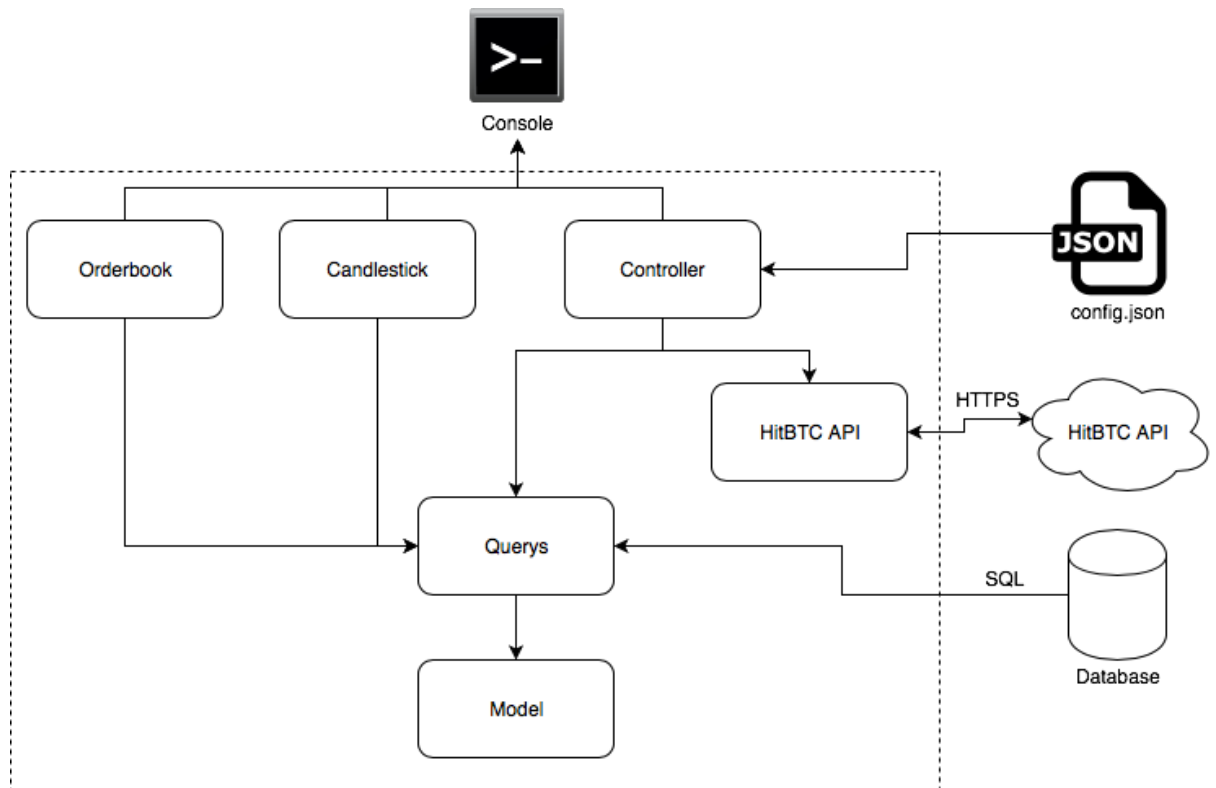 >-
Console
Orderbook
Candlestick
Controller
JSON
config.json
HitBTC API
HTTPS
HitBTC API
Querys
SQL
Database
Model